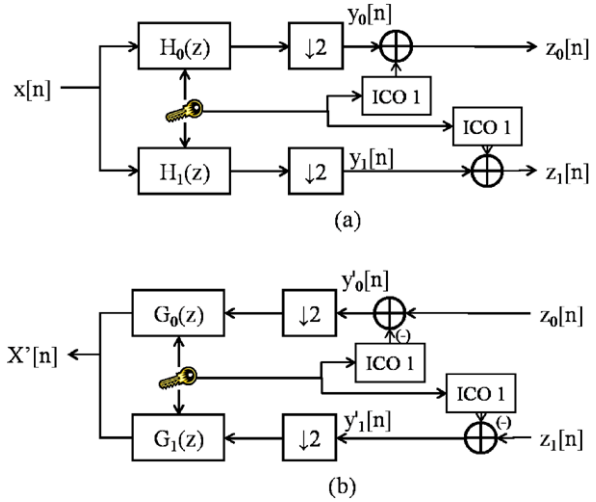 y₀[n]
H₀(z)
↓2
z₀[n]
x[n]
ICO 1
ICO 1
H₁(z)
↓2
y₁[n]
z₁[n]
(a)
y'₀[n]
G₀(z)
↓2
z₀[n]
(-)
X'[n]
ICO 1
ICO 1
y'₁[n]
(-)
G₁(z)
↓2
z₁[n]
(b)